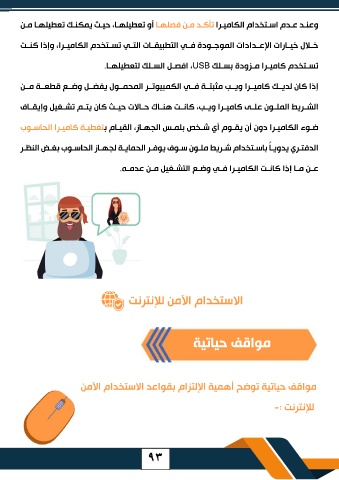 وعند عدم استخدام الكاميرا تأكد من فصلها أو تعطيلها، حيث يمكنك تعطيلها من
خلال خيارات الإعدادات الموجودة في التطبيقات التي تستخدم الكاميرا، وإذا كنت
تستخدم كاميرا مزودة بسلك USB، افصل السلك لتعطيلها.
إذا كان لديك كاميرا ويب مثبتة في الكمبيوتر المحمول يفضل وضع قطعة من
الشريط الملون على كاميرا ويب، كانت هناك حالات حيث كان يتم تشغيل وإيقاف
ضوء الكاميرا دون أن يقوم أي شخص بلمس الجهاز، القيام بتغطية كاميرا الحاسوب
الدفتري يدوياً باستخدام شريط ملون سوف يوفر الحماية لجهاز الحاسوب بغض النظر
عن ما إذا كانت الكاميرا في وضع التشغيل من عدمه.
الاستخدام الآمن للإنترنت
مواقف حياتية
مواقف حياتية توضح أهمية الإلتزام بقواعد الاستخدام الآمن
للإنترنت :-
٩٣